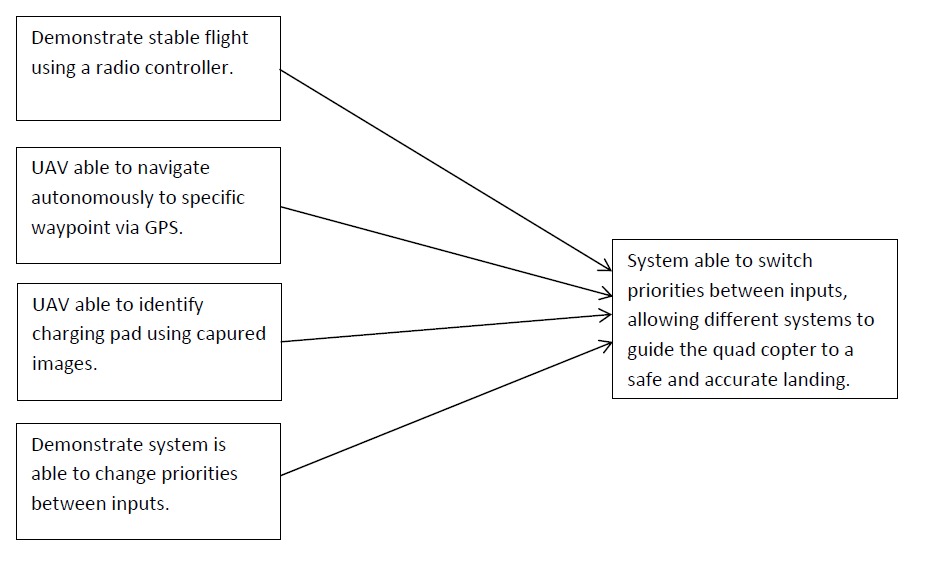 Demonstrate stable flight
using a radio controller.
UAV able to navigate
autonomously to specific
waypoint via GPS.
UAV able to identify
charging pad using capured
images.
Demonstrate system is
able to change priorities
between inputs.
System able to switch
priorities between inputs,
allowing different systems to
guide the quad copter to a
safe and accurate landing.